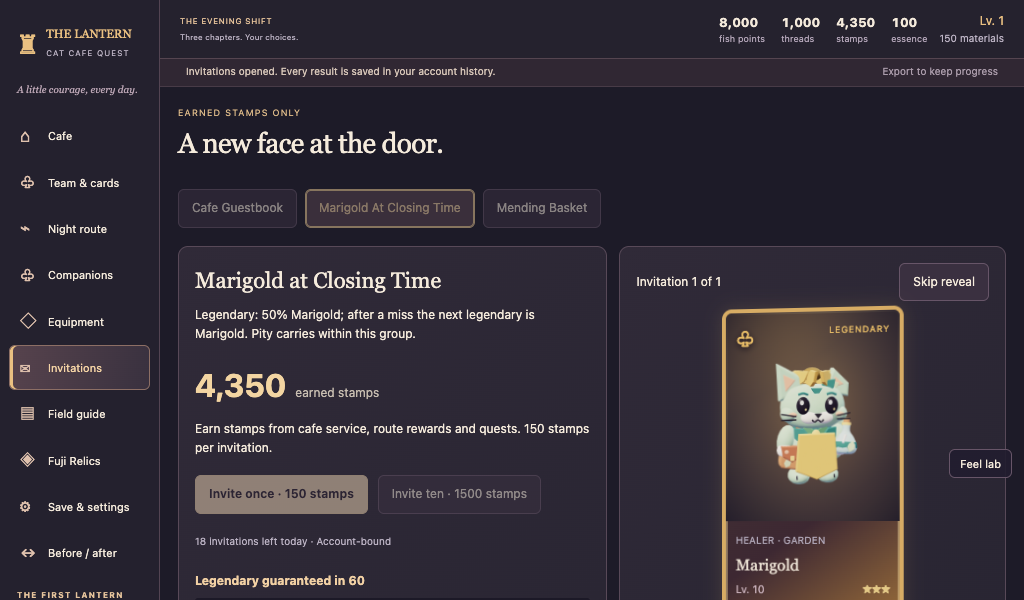 THE LANTERN
CAT CAFE QUEST
A little courage, every day.
Cafe
Team & cards
Night route
Companions
Equipment
Invitations
Field guide
Fuji Relics
Save & settings
Before / after
THE FIRST LANTERN
THE EVENING SHIFT
Three chapters. Your choices.
8,000 fish points
1,000 threads
4,350 stamps
100 essence
Lv. 1
150 materials
Invitations opened. Every result is saved in your account history.
Export to keep progress
EARNED STAMPS ONLY
A new face at the door.
Cafe Guestbook
Marigold At Closing Time
Mending Basket
Marigold at Closing Time
Legendary: 50% Marigold; after a miss the next legendary is
Marigold. Pity carries within this group.
4,350 earned stamps
Earn stamps from cafe service, route rewards and quests. 150 stamps
per invitation.
Invite once · 150 stamps
Invite ten · 1500 stamps
18 invitations left today · Account-bound
Legendary guaranteed in 60
Invitation 1 of 1
Skip reveal
LEGENDARY
HEALER · GARDEN
Marigold
Lv. 10
Feel lab